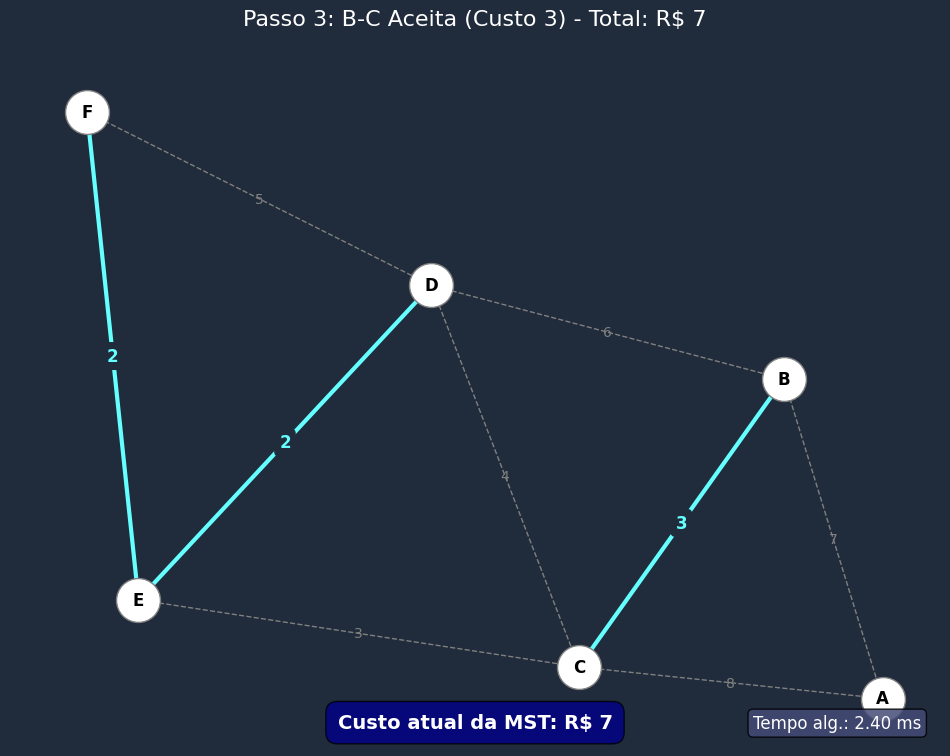 Passo 3: B-C Aceita (Custo 3) - Total: R$ 7
F
5
D
6
2
B
2
4
3
7
E
3
C
8
A
Custo atual da MST: R$ 7
Tempo alg.: 2.40 ms